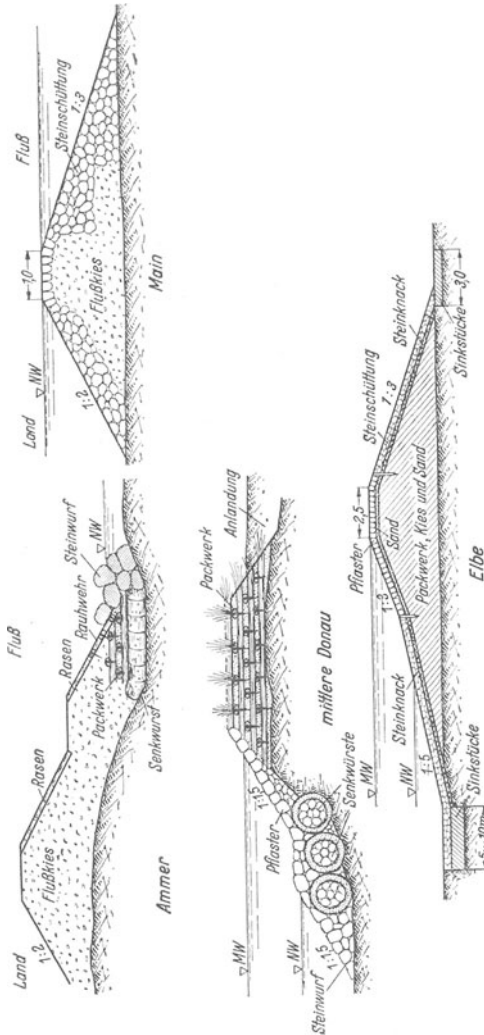 Fluß
Land
1:2
Flußkies
Rasen
Rasen
Packwerk
Rauhwehr
Steinwurf
NW
Senkwurst
Ammer
Land
NW
1,0
Fluß
1:2
Flußkies
Steinschüttung
1:3
Main
MW
NW
1:1,5
Pflaster
1:1,5
Steinwurf
Senkwürste
Packwerk
Anlandung
mittlere Donau
MW
NW
1:5
Sinkstücke
Steinknack
1:3
Pflaster
2,5
Sand
Packwerk, Kies und Sand
Steinschüttung
1:3
Steinknack
Sinkstücke
3,0
Elbe